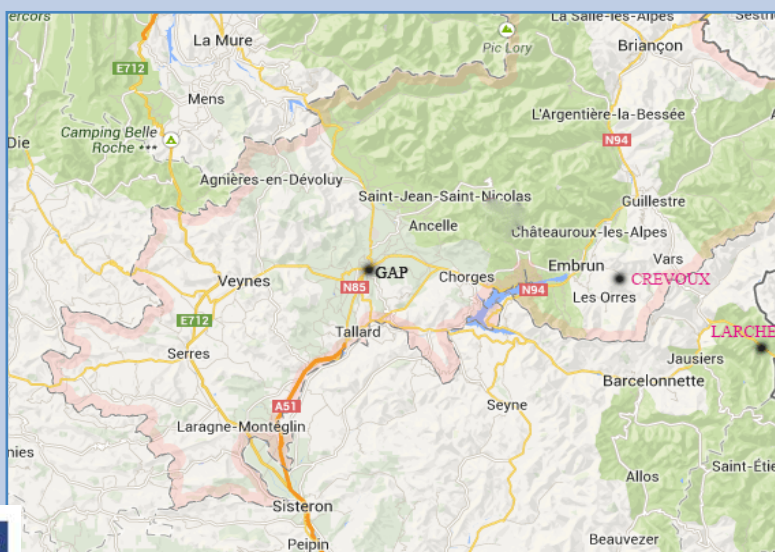 ercors
La Salle-les-Alpes
Sestri
La Mure
Pic Lory
Briançon
E712
Mens
L'Argentière-la-Bessée
Camping Belle
Roche •••
Die
N94
Agnières-en-Dévoluy
Saint-Jean-Saint-Nicolas
Guillestre
Ancelle
Châteauroux-les-Alpes
Vars
GAP
Embrun
Veynes
Chorges
CREVOUX
N85
N94
Les Orres
E712
Tallard
LARCHE
Serres
Jausiers
Barcelonnette
A51
Seyne
Laragne-Montéglin
nies
Allos
Saint-Étie
Sisteron
Peipin
Beauvezer